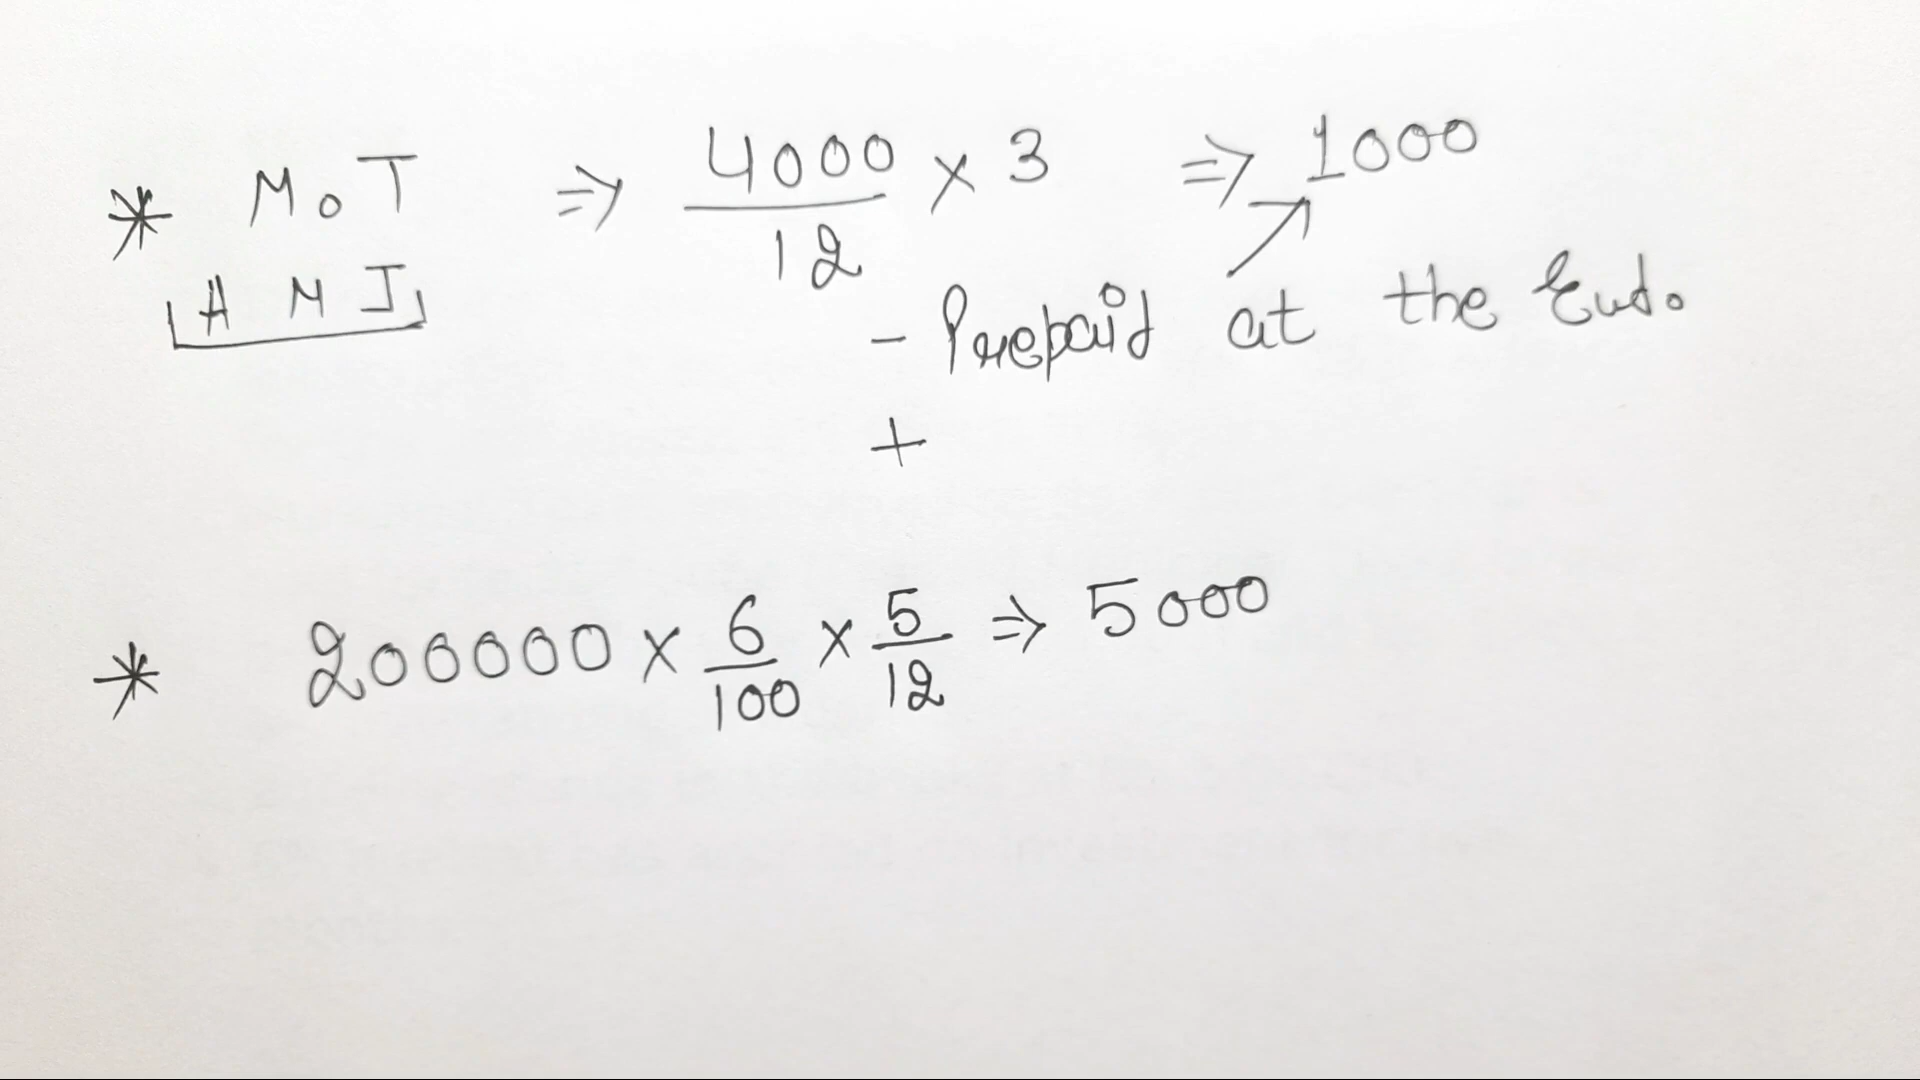 * M.T ⇒ 4000/12 × 3 ⇒ 1000
A M J
- Prepaid at the End.
+
* 200000 × 6/100 × 5/12 ⇒ 5000